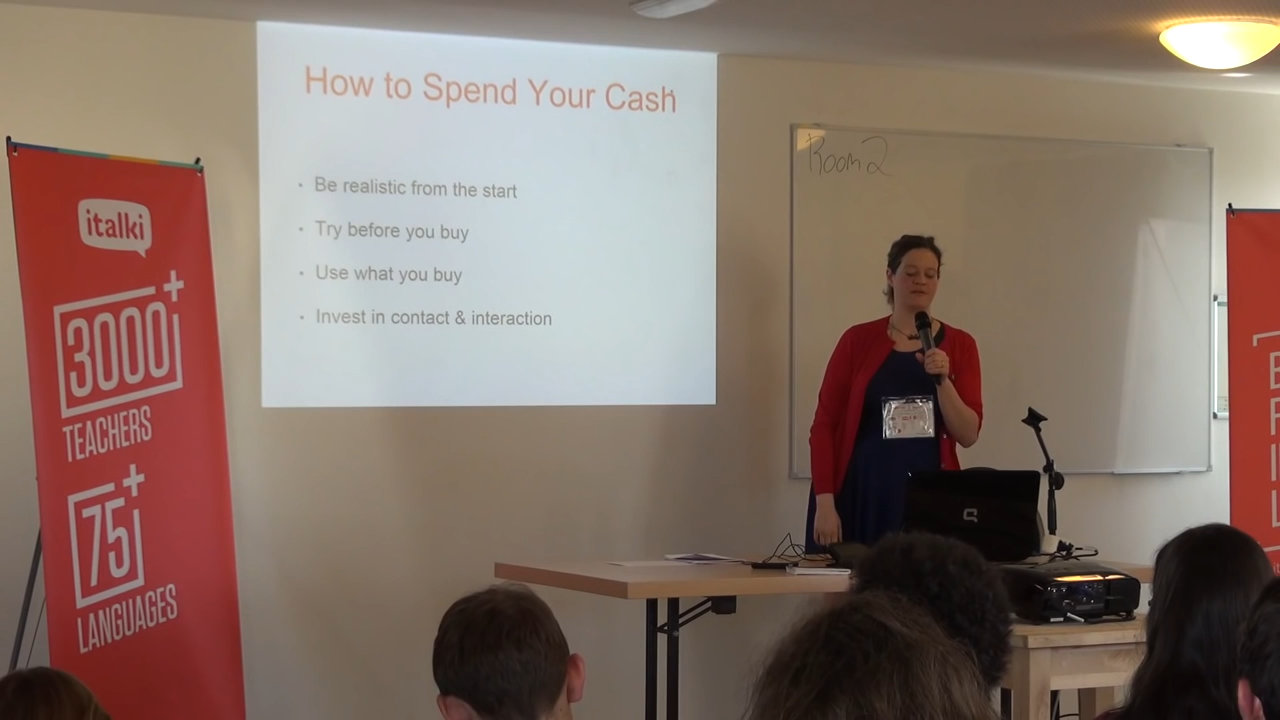 How to Spend Your Cash
• Be realistic from the start
• Try before you buy
• Use what you buy
• Invest in contact & interaction
italki
3000+
TEACHERS
75+
LANGUAGES
Room 2